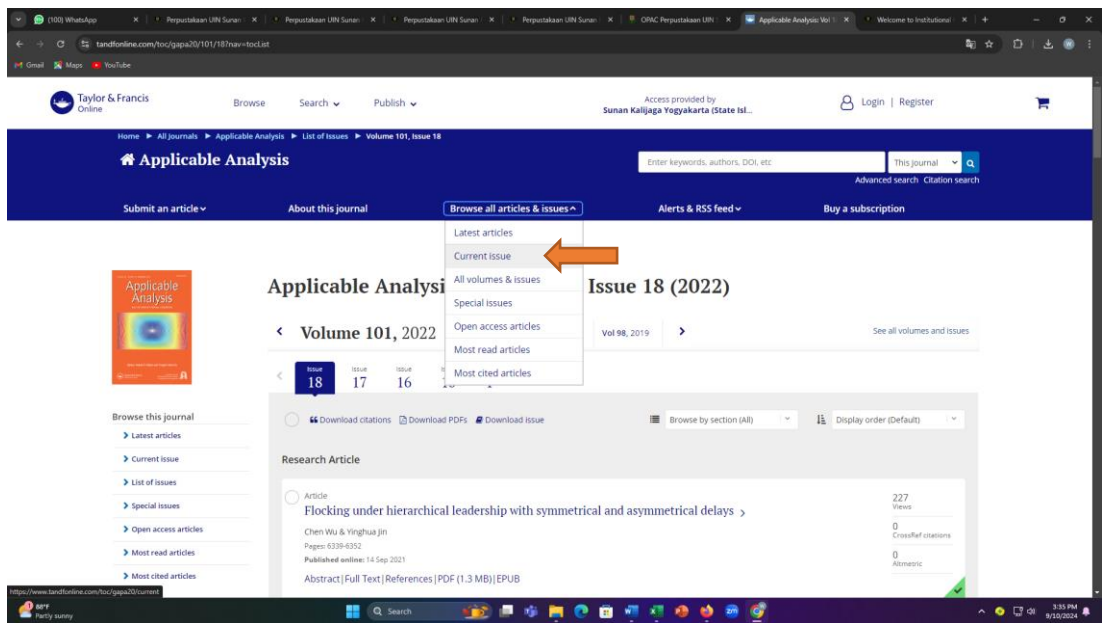 (100) WhatsApp
Perpustakaan UIN Sunan
Perpustakaan UIN Sunan
Perpustakaan UIN Sunan
Perpustakaan UIN Sunan
OPAC Perpustakaan UIN
Applicable Analysis: Vol 1
Welcome to Institutional
tandfonline.com/toc/gapa20/101/18?nav=tocList
Gmail Maps YouTube
Taylor & Francis
Online
Browse Search Publish
Access provided by
Sunan Kalijaga Yogyakarta (State Isl...
Login | Register
Home All Journals Applicable Analysis List of Issues Volume 101, Issue 18
Applicable Analysis
Enter keywords, authors, DOI, etc
This journal
Advanced search Citation search
Submit an article About this journal Browse all articles & issues Alerts & RSS feed Buy a subscription
Latest articles
Current issue
All volumes & issues
Special issues
Open access articles
Most read articles
Most cited articles
Applicable
Analysis
Applicable Analysi Issue 18 (2022)
Volume 101, 2022
Vol 98, 2019
See all volumes and issues
Issue
18
Issue
17
Issue
16
Browse this journal
Latest articles
Current issue
List of issues
Special issues
Open access articles
Most read articles
Most cited articles
Download citations Download PDFs Download issue
Browse by section (All)
Display order (Default)
Research Article
Article
Flocking under hierarchical leadership with symmetrical and asymmetrical delays
Chen Wu & Yinghua Jin
Pages: 6339-6352
Published online: 14 Sep 2021
Abstract | Full Text | References | PDF (1.3 MB) | EPUB
227
Views
0
CrossRef citations
0
Altmetric
https://www.tandfonline.com/toc/gapa20/current
88°F
Partly sunny
Search
3:35 PM
9/10/2024